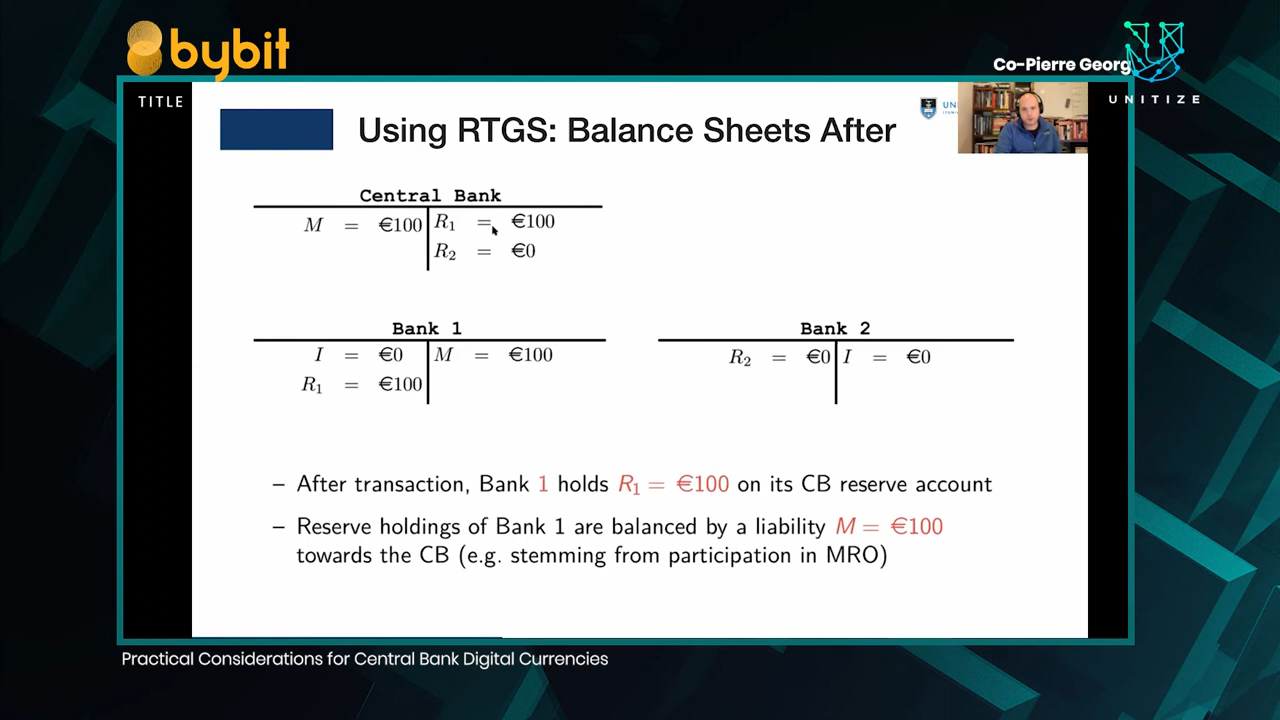 bybit
Co-Pierre Georg
UNITIZE
TITLE
UN
Using RTGS: Balance Sheets After
Central Bank
M = €100 R1 = €100
R2 = €0
Bank 1
I = €0 M = €100
R1 = €100
Bank 2
R2 = €0 I = €0
– After transaction, Bank 1 holds R1 = €100 on its CB reserve account
– Reserve holdings of Bank 1 are balanced by a liability M = €100
towards the CB (e.g. stemming from participation in MRO)
Practical Considerations for Central Bank Digital Currencies